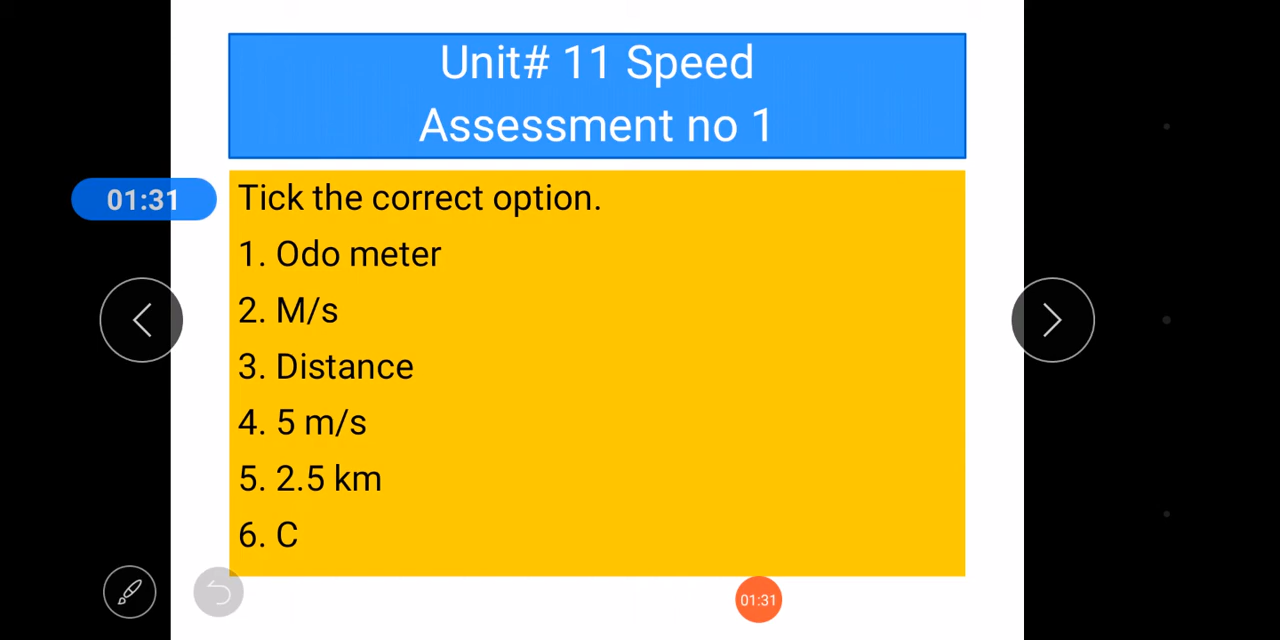 Unit# 11 Speed
Assessment no 1
01:31
Tick the correct option.
1. Odo meter
2. M/s
3. Distance
4. 5 m/s
5. 2.5 km
6. C
01:31